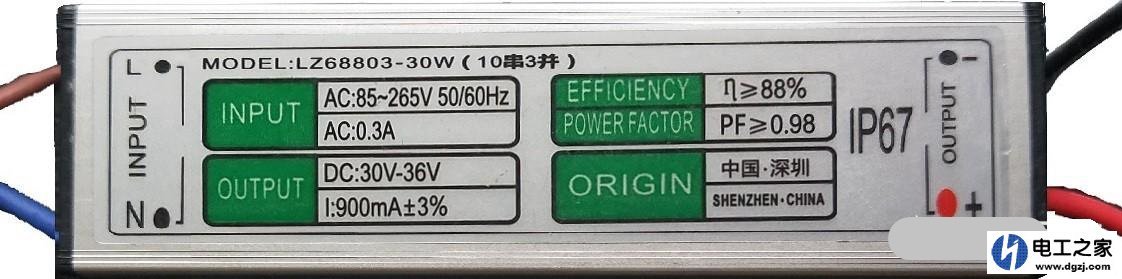 MODEL:LZ68803-30W(10串3井)
INPUT
L
N
INPUT
AC:85~265V 50/60Hz
AC:0.3A
OUTPUT
DC:30V-36V
I:900mA±3%
EFFICIENCY
η≥88%
POWER FACTOR
PF≥0.98
ORIGIN
中国·深圳
SHENZHEN·CHINA
IP67
OUTPUT
-
+
电工之家
www.dgzj.com